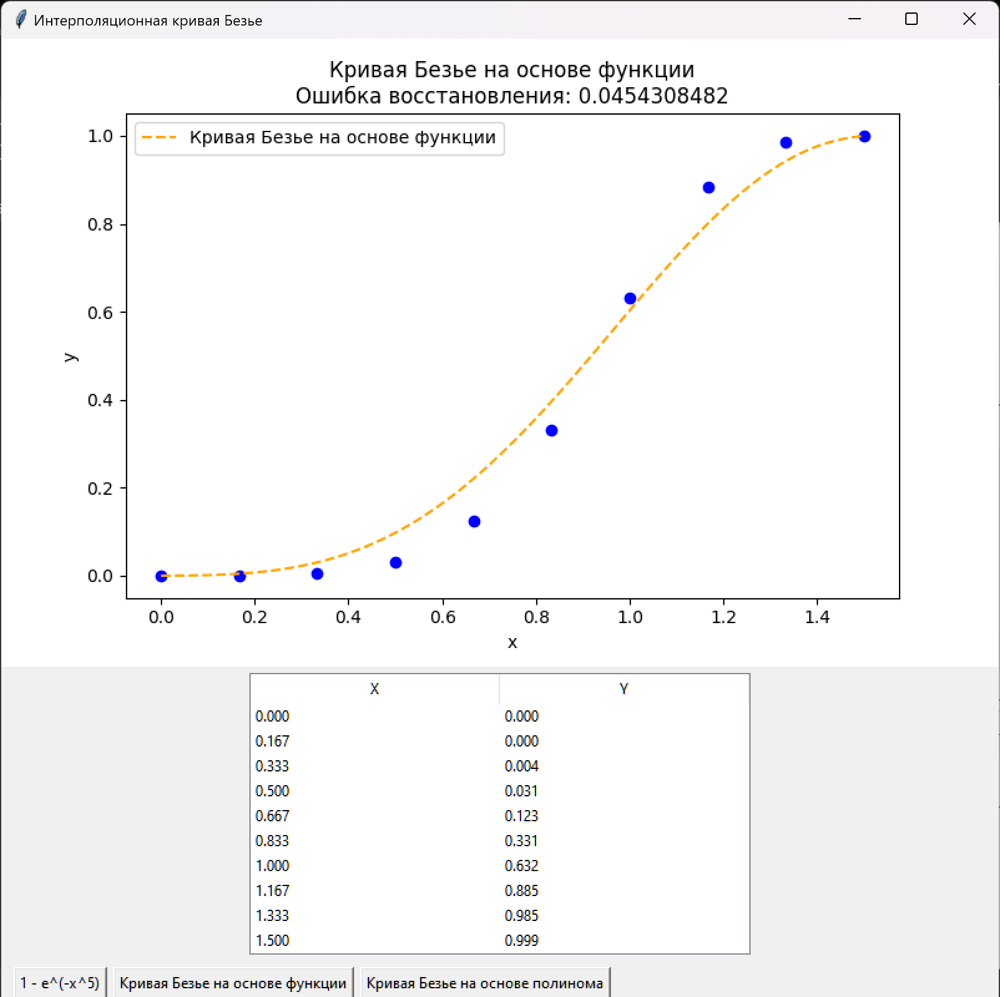 Интерполяционная кривая Безье
Кривая Безье на основе функции
Ошибка восстановления: 0.0454308482
Кривая Безье на основе функции
1.0
0.8
0.6
0.4
0.2
0.0
y
0.0 0.2 0.4 0.6 0.8 1.0 1.2 1.4
x
X Y
0.000 0.000
0.167 0.000
0.333 0.004
0.500 0.031
0.667 0.123
0.833 0.331
1.000 0.632
1.167 0.885
1.333 0.985
1.500 0.999
1 - e^(-x^5) Кривая Безье на основе функции Кривая Безье на основе полинома